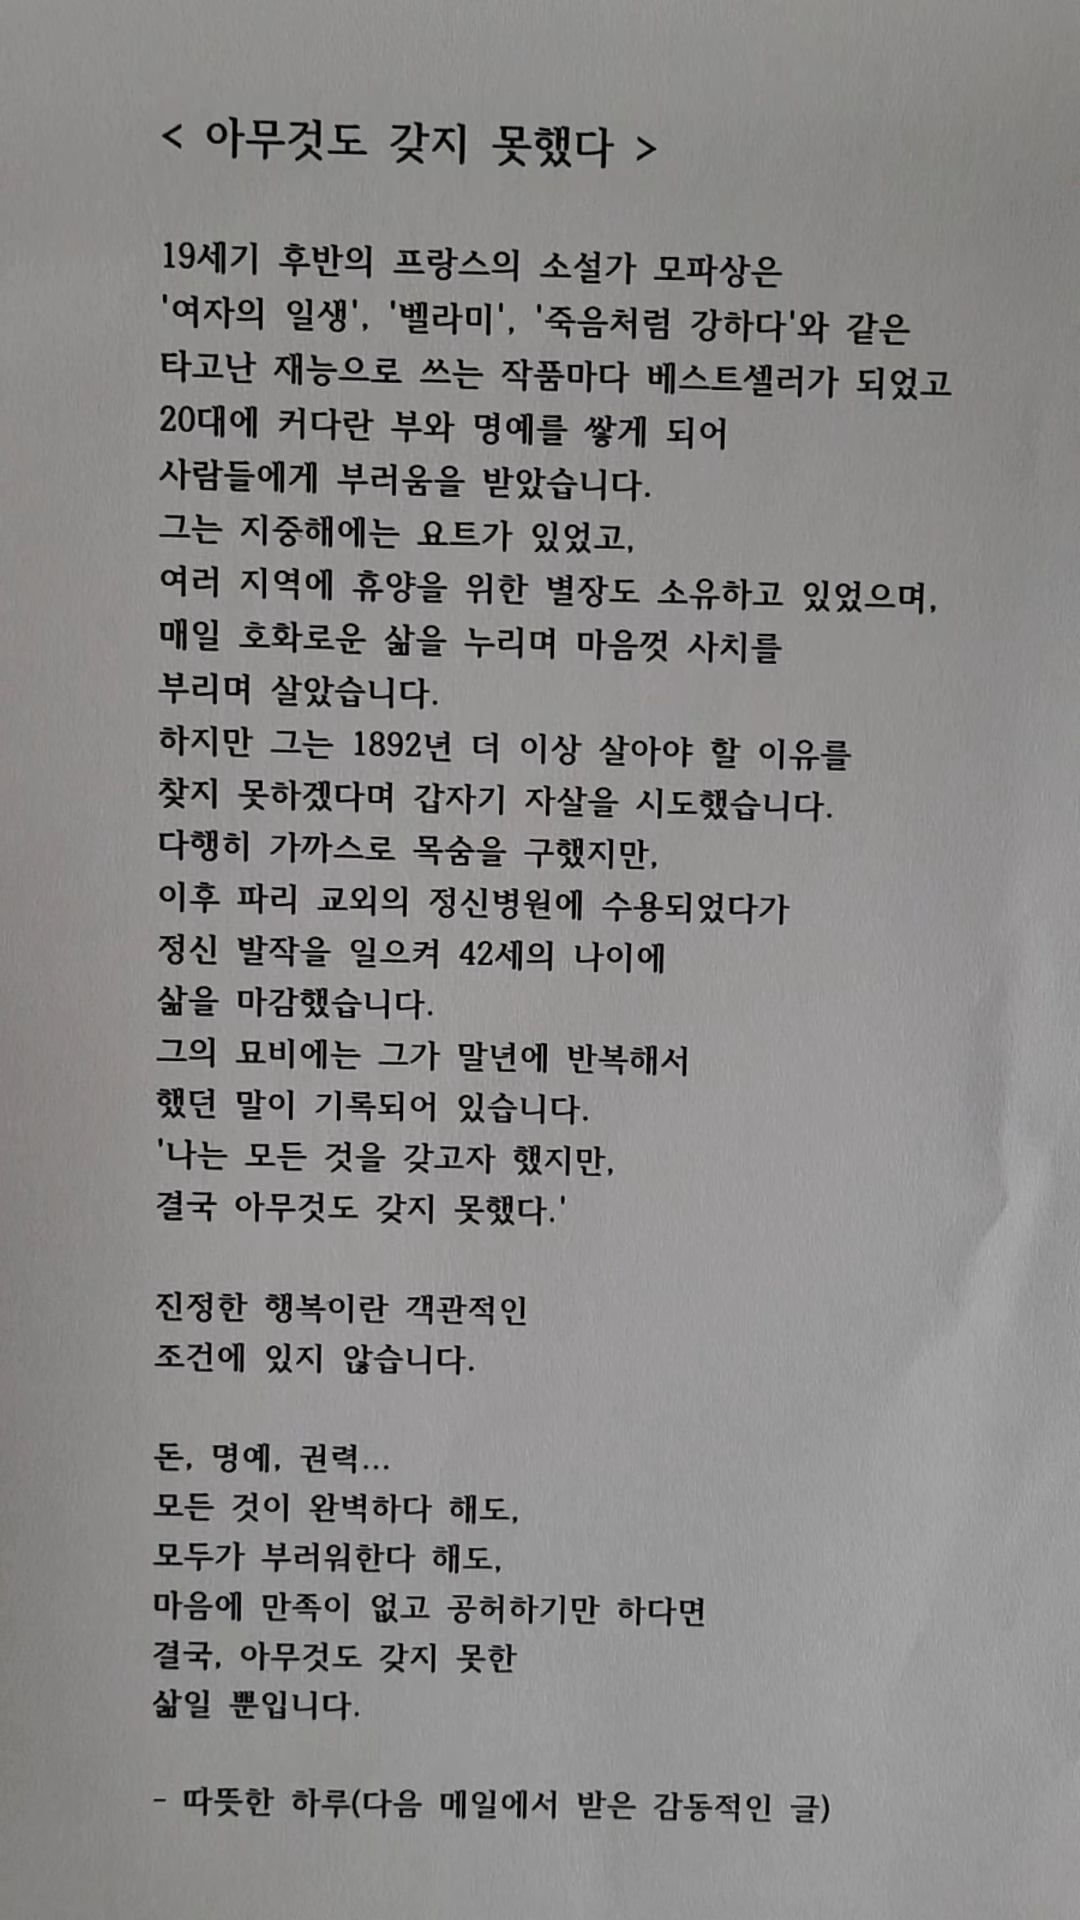 < 아무것도 갖지 못했다 >
19세기 후반의 프랑스의 소설가 모파상은
'여자의 일생', '벨라미', '죽음처럼 강하다'와 같은
타고난 재능으로 쓰는 작품마다 베스트셀러가 되었고
20대에 커다란 부와 명예를 쌓게 되어
사람들에게 부러움을 받았습니다.
그는 지중해에는 요트가 있었고,
여러 지역에 휴양을 위한 별장도 소유하고 있었으며,
매일 호화로운 삶을 누리며 마음껏 사치를
부리며 살았습니다.
하지만 그는 1892년 더 이상 살아야 할 이유를
찾지 못하겠다며 갑자기 자살을 시도했습니다.
다행히 가까스로 목숨을 구했지만,
이후 파리 교외의 정신병원에 수용되었다가
정신 발작을 일으켜 42세의 나이에
삶을 마감했습니다.
그의 묘비에는 그가 말년에 반복해서
했던 말이 기록되어 있습니다.
'나는 모든 것을 갖고자 했지만,
결국 아무것도 갖지 못했다.'
진정한 행복이란 객관적인
조건에 있지 않습니다.
돈, 명예, 권력...
모든 것이 완벽하다 해도,
모두가 부러워한다 해도,
마음에 만족이 없고 공허하기만 하다면
결국, 아무것도 갖지 못한
삶일 뿐입니다.
- 따뜻한 하루(다음 메일에서 받은 감동적인 글)